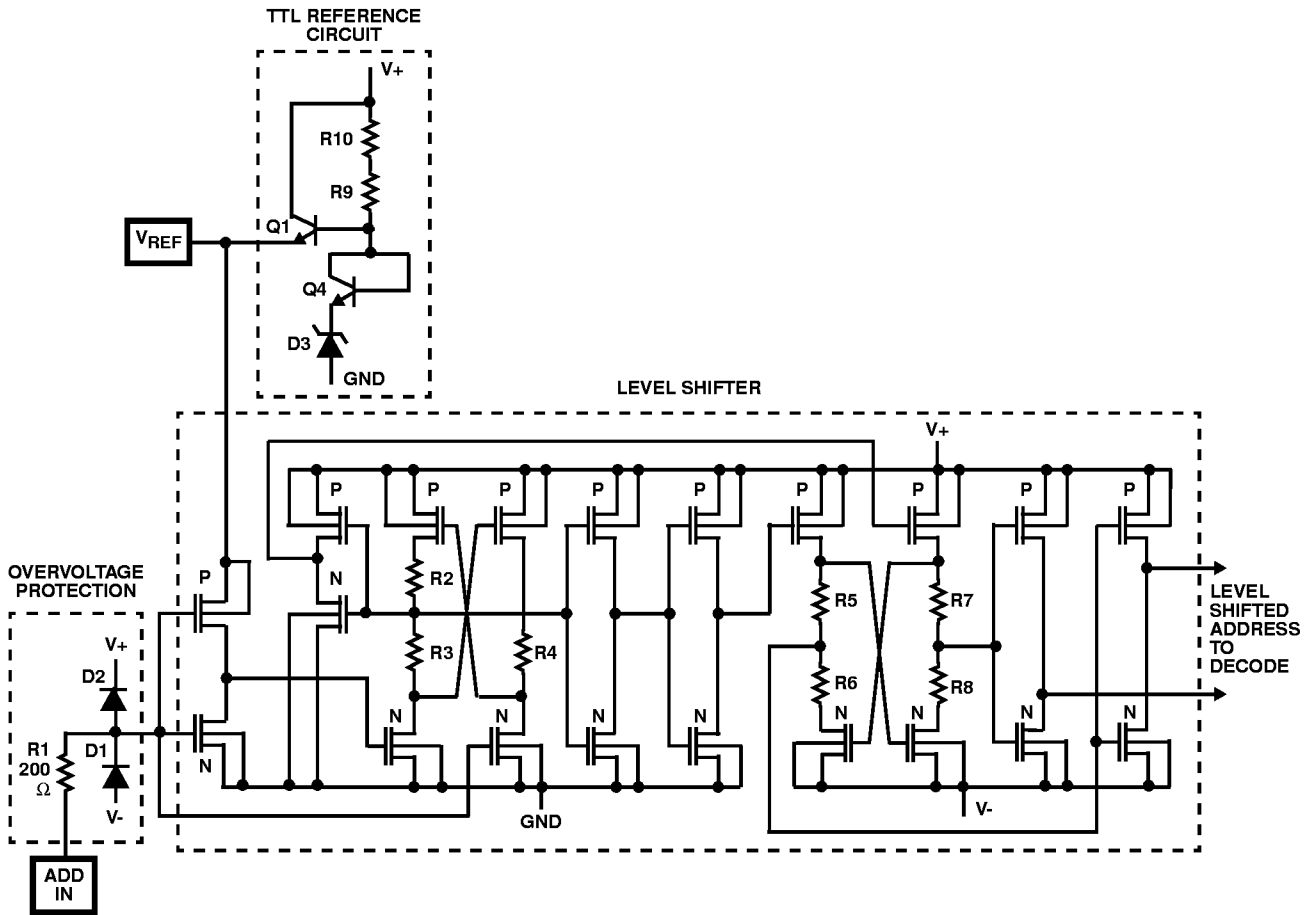 TTL REFERENCE
CIRCUIT
V+
R10
R9
Q1
VREF
Q4
D3
GND
LEVEL SHIFTER
V+
P P P P P P P P P
OVERVOLTAGE
PROTECTION
P
N
R2
R5
R7
LEVEL
SHIFTED
ADDRESS
TO
DECODE
V+
D2
R3
R4
R6
R8
R1
200
Ω
D1
N
N N N N N N N N
V-
GND
V-
ADD
IN